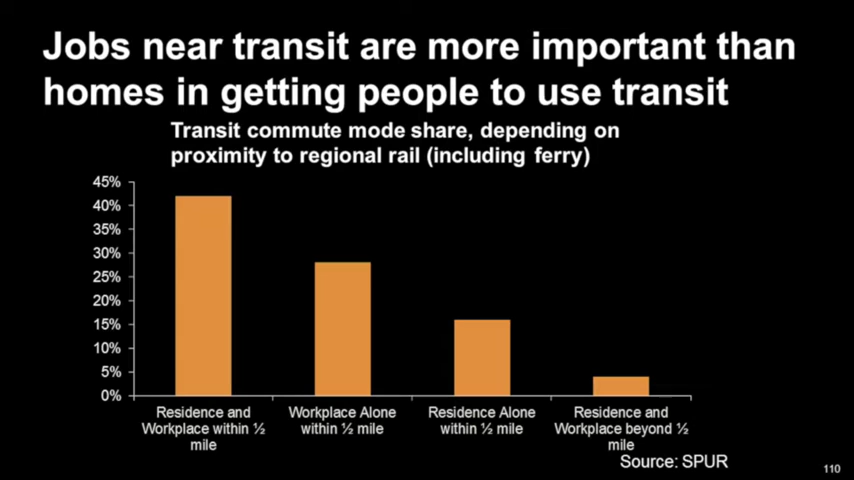 Jobs near transit are more important than
homes in getting people to use transit
Transit commute mode share, depending on
proximity to regional rail (including ferry)
45%
40%
35%
30%
25%
20%
15%
10%
5%
0%
Residence and
Workplace within ½
mile
Workplace Alone
within ½ mile
Residence Alone
within ½ mile
Residence and
Workplace beyond ½
mile
Source: SPUR
110